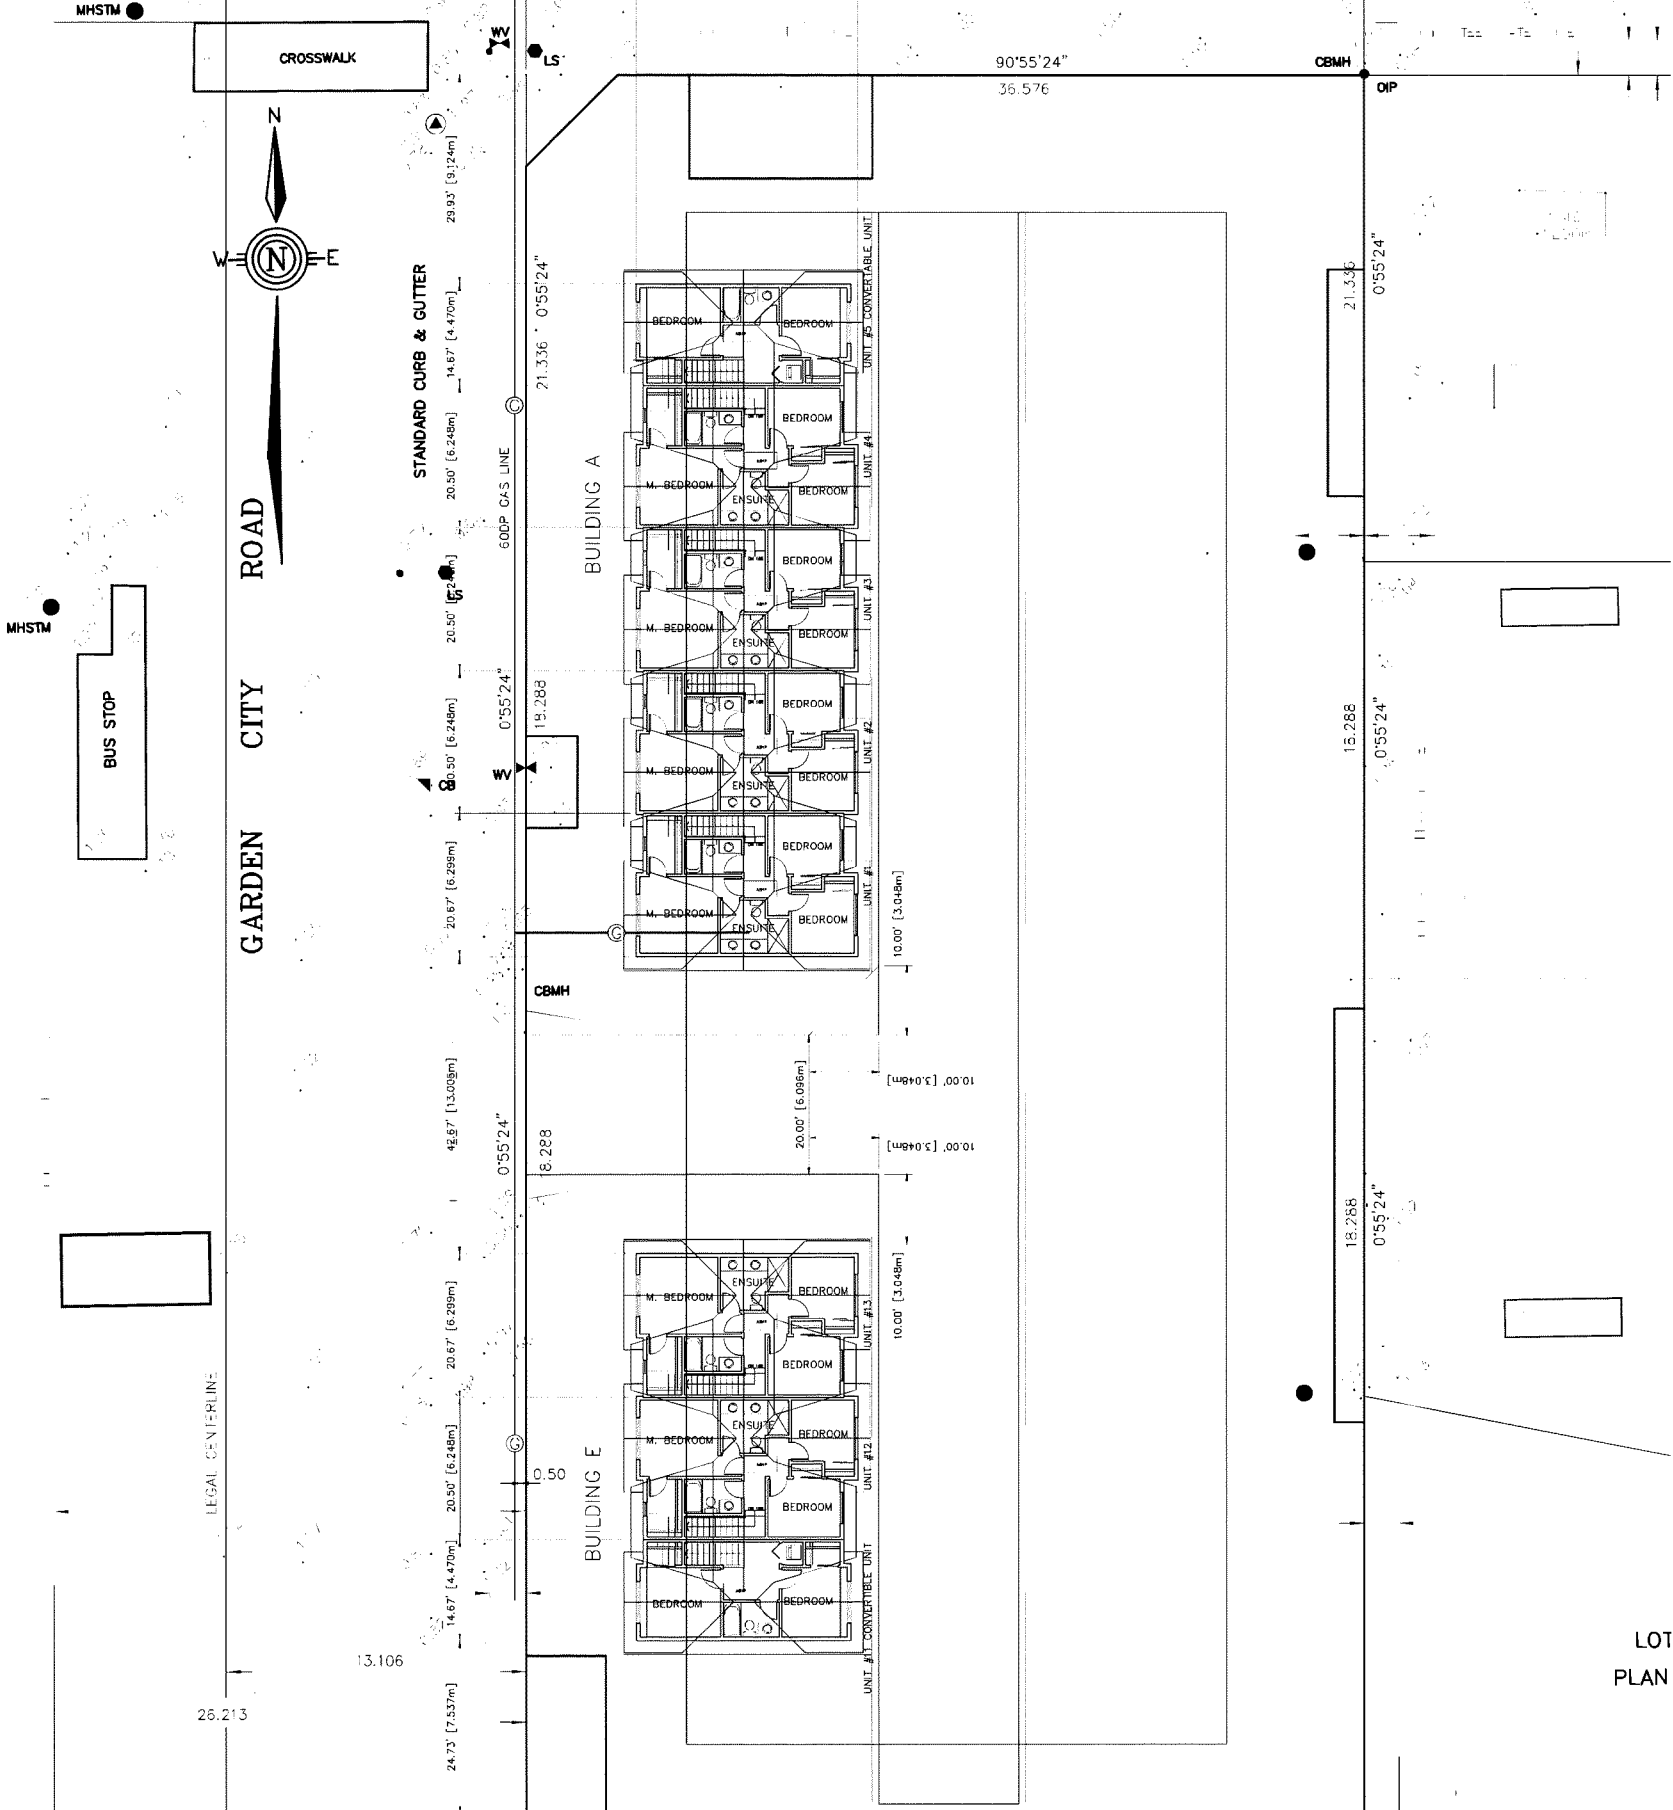 MHSTM
CROSSWALK
WV
LS
90°55'24"
36.576
CBMH
OIP
N
W
N
E
29.93' [9.124m]
STANDARD CURB & GUTTER
14.67' [4.470m]
20.50' [6.248m]
20.50'
LS
20.67' [6.299m]
42.67' [13.006m]
20.67' [6.299m]
20.50' [6.248m]
14.67' [4.470m]
24.73' [7.537m]
21.336
0°55'24"
600P GAS LINE
BUILDING A
GARDEN CITY ROAD
MHSTM
BUS STOP
0°55'24"
18.288
WV
CB
G
CBMH
UNIT #5 CONVERTABLE UNIT
BEDROOM
BEDROOM
UNIT #4
BEDROOM
M. BEDROOM
ENSUITE
BEDROOM
UNIT #3
BEDROOM
M. BEDROOM
ENSUITE
BEDROOM
UNIT #2
BEDROOM
M. BEDROOM
ENSUITE
BEDROOM
UNIT #1
BEDROOM
M. BEDROOM
ENSUITE
BEDROOM
10.00' [3.048m]
21.336
0°55'24"
18.288
0°55'24"
20.00' [6.096m]
10.00' [3.048m]
10.00' [3.048m]
0°55'24"
18.288
18.288
0°55'24"
10.00' [3.048m]
UNIT #13
M. BEDROOM
ENSUITE
BEDROOM
BEDROOM
UNIT #12
M. BEDROOM
ENSUITE
BEDROOM
BEDROOM
UNIT #11 CONVERTIBLE UNIT
BEDROOM
BEDROOM
BUILDING E
G
0.50
LEGAL CENTERLINE
13.106
26.213
LOT
PLAN